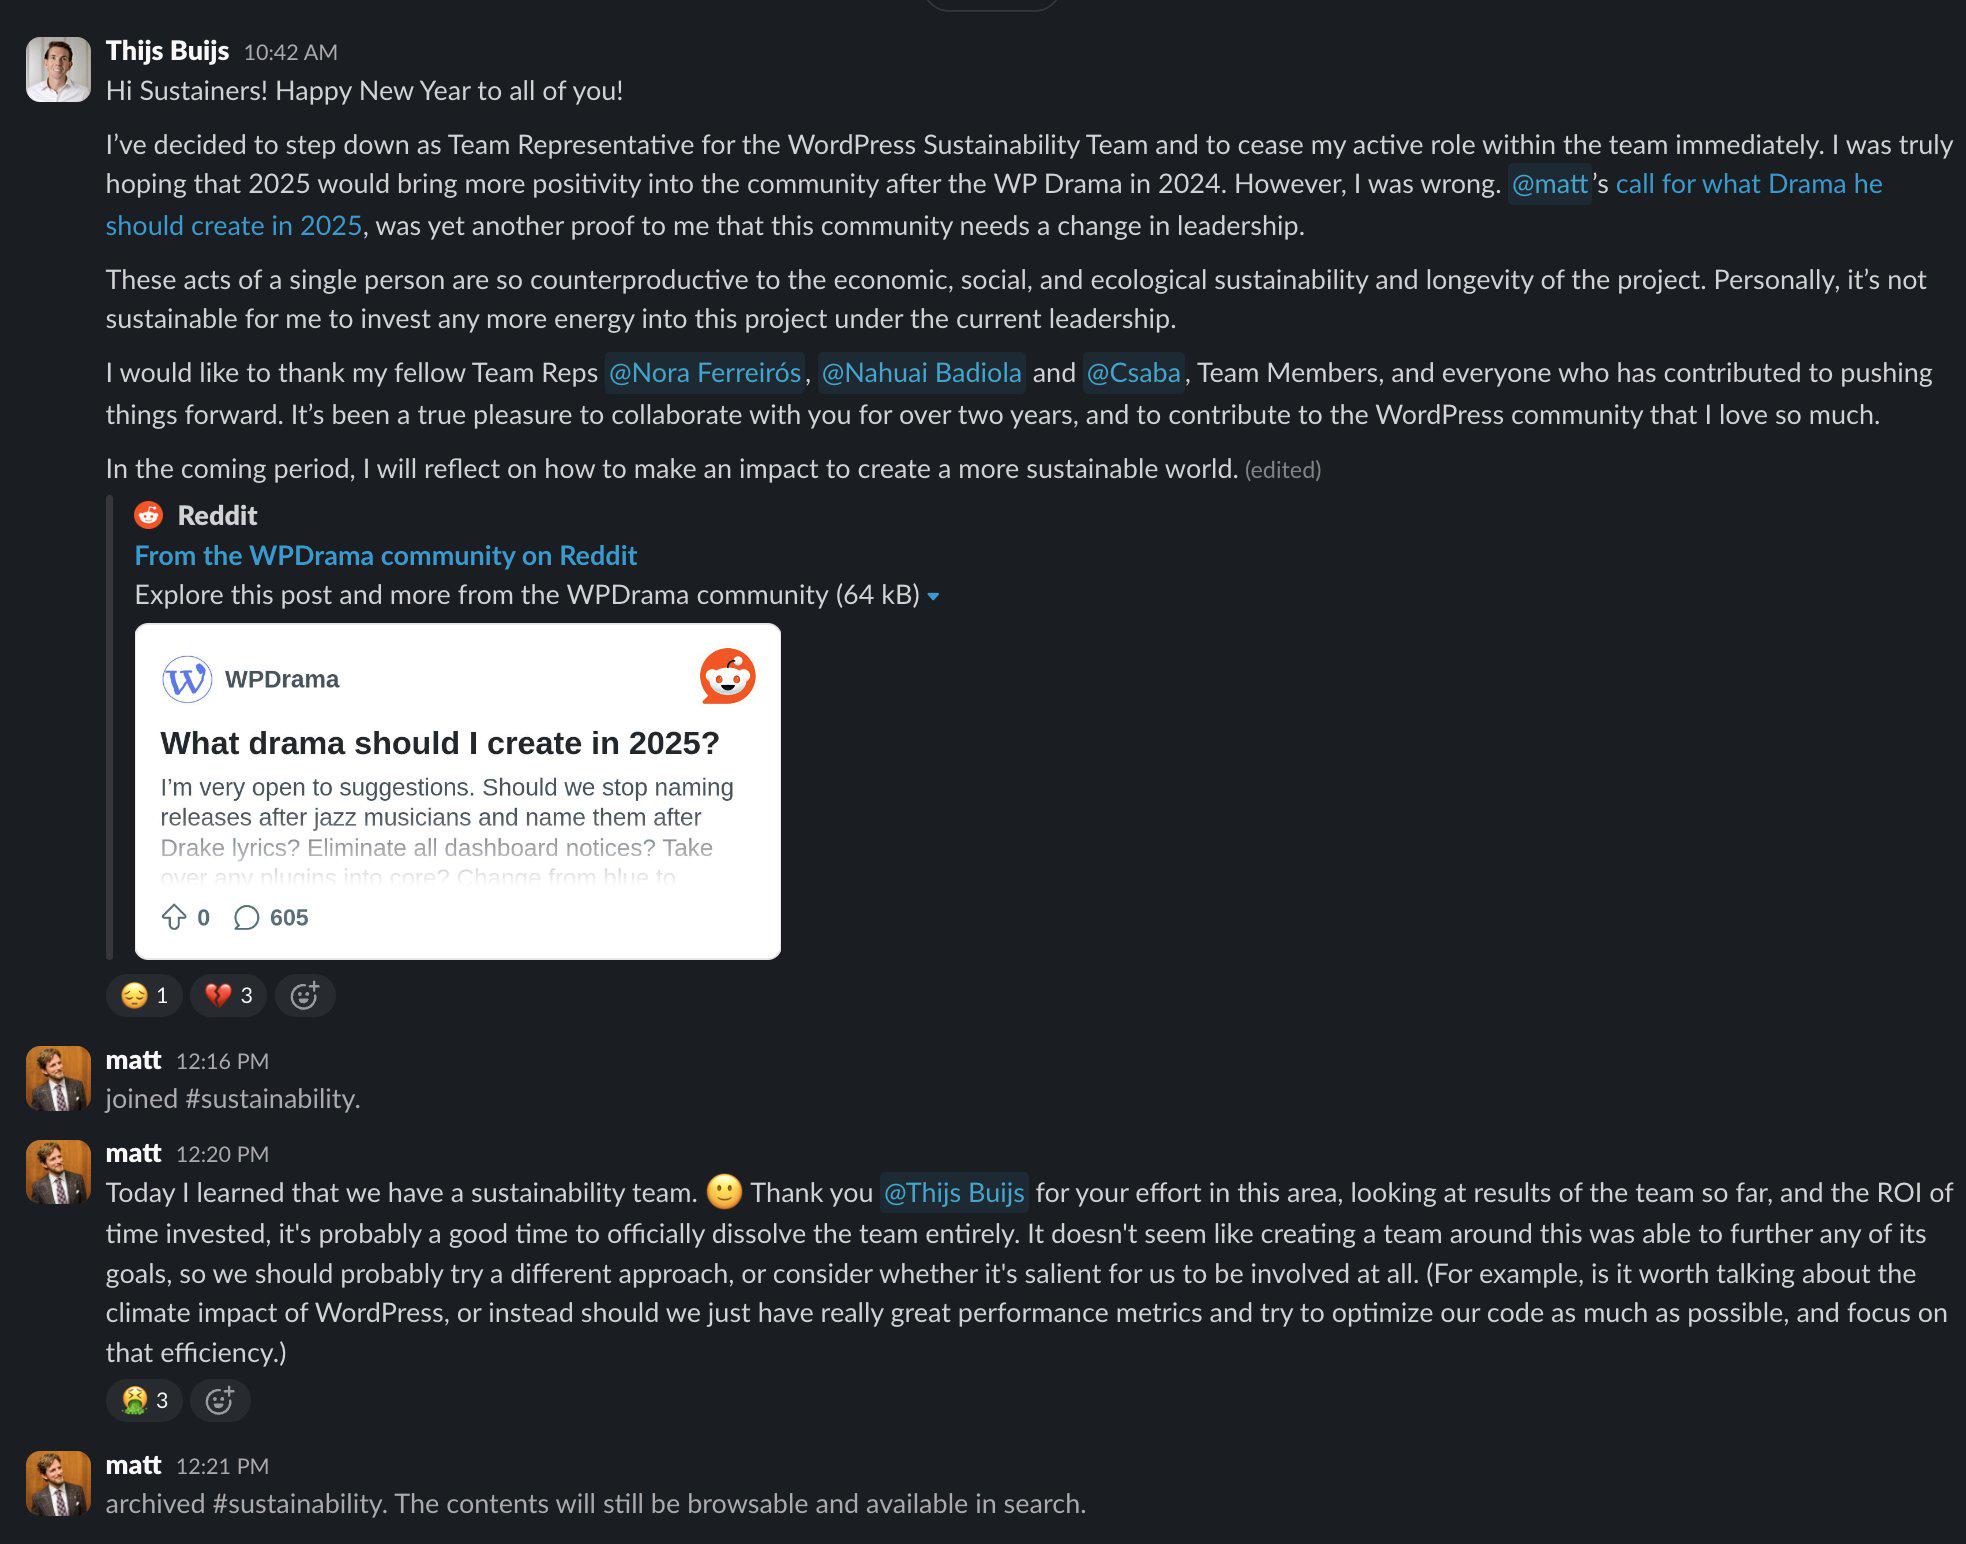 Thijs Buijs 10:42 AM
Hi Sustainers! Happy New Year to all of you!
I’ve decided to step down as Team Representative for the WordPress Sustainability Team and to cease my active role within the team immediately. I was truly
hoping that 2025 would bring more positivity into the community after the WP Drama in 2024. However, I was wrong. @matt’s call for what Drama he
should create in 2025, was yet another proof to me that this community needs a change in leadership.
These acts of a single person are so counterproductive to the economic, social, and ecological sustainability and longevity of the project. Personally, it’s not
sustainable for me to invest any more energy into this project under the current leadership.
I would like to thank my fellow Team Reps @Nora Ferreirós, @Nahuai Badiola and @Csaba, Team Members, and everyone who has contributed to pushing
things forward. It’s been a true pleasure to collaborate with you for over two years, and to contribute to the WordPress community that I love so much.
In the coming period, I will reflect on how to make an impact to create a more sustainable world. (edited)
Reddit
From the WPDrama community on Reddit
Explore this post and more from the WPDrama community (64 kB)
WPDrama
What drama should I create in 2025?
I’m very open to suggestions. Should we stop naming
releases after jazz musicians and name them after
Drake lyrics? Eliminate all dashboard notices? Take
over any plugins into core? Change from blue to
0 605
1 3
matt 12:16 PM
joined #sustainability.
matt 12:20 PM
Today I learned that we have a sustainability team. 🙂 Thank you @Thijs Buijs for your effort in this area, looking at results of the team so far, and the ROI of
time invested, it's probably a good time to officially dissolve the team entirely. It doesn't seem like creating a team around this was able to further any of its
goals, so we should probably try a different approach, or consider whether it's salient for us to be involved at all. (For example, is it worth talking about the
climate impact of WordPress, or instead should we just have really great performance metrics and try to optimize our code as much as possible, and focus on
that efficiency.)
3
matt 12:21 PM
archived #sustainability. The contents will still be browsable and available in search.